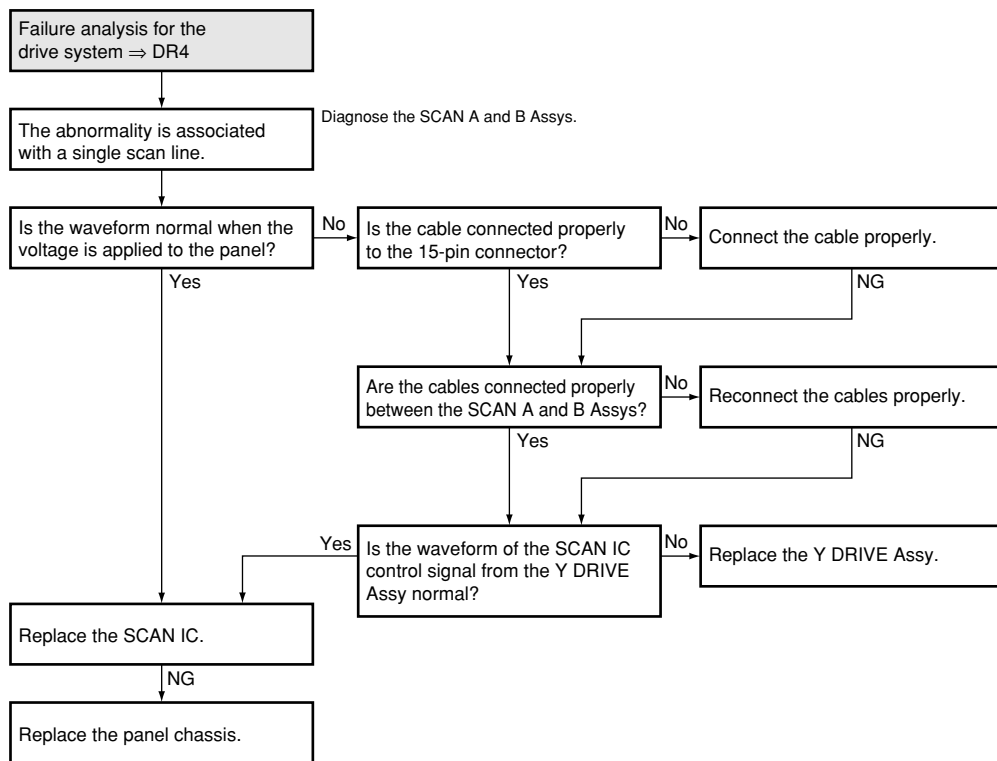 Failure analysis for the
drive system ⇒ DR4
The abnormality is associated
with a single scan line.
Diagnose the SCAN A and B Assys.
Is the waveform normal when the
voltage is applied to the panel?
No
Is the cable connected properly
to the 15-pin connector?
No
Connect the cable properly.
Yes
Yes
NG
Are the cables connected properly
between the SCAN A and B Assys?
No
Reconnect the cables properly.
Yes
NG
Yes
Is the waveform of the SCAN IC
control signal from the Y DRIVE
Assy normal?
No
Replace the Y DRIVE Assy.
Replace the SCAN IC.
NG
Replace the panel chassis.